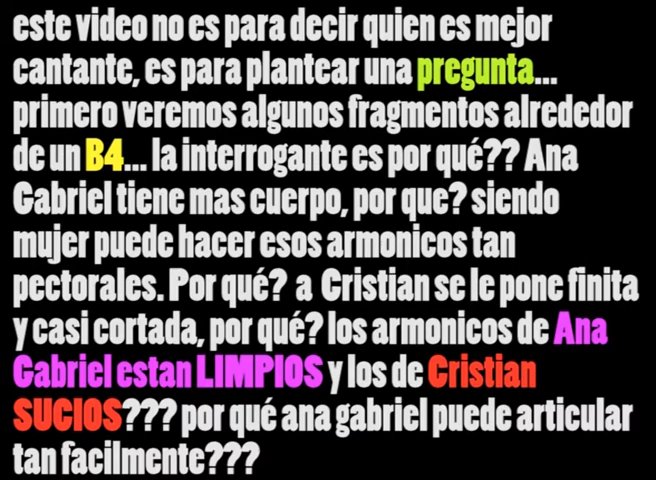 este video no es para decir quien es mejor
cantante, es para plantear una pregunta...
primero veremos algunos fragmentos alrededor
de un B4... la interrogante es por qué?? Ana
Gabriel tiene mas cuerpo, por que? siendo
mujer puede hacer esos armonicos tan
pectorales. Por qué? a Cristian se le pone finita
y casi cortada, por qué? los armonicos de Ana
Gabriel estan LIMPIOS y los de Cristian
SUCIOS??? por qué ana gabriel puede articular
tan facilmente???